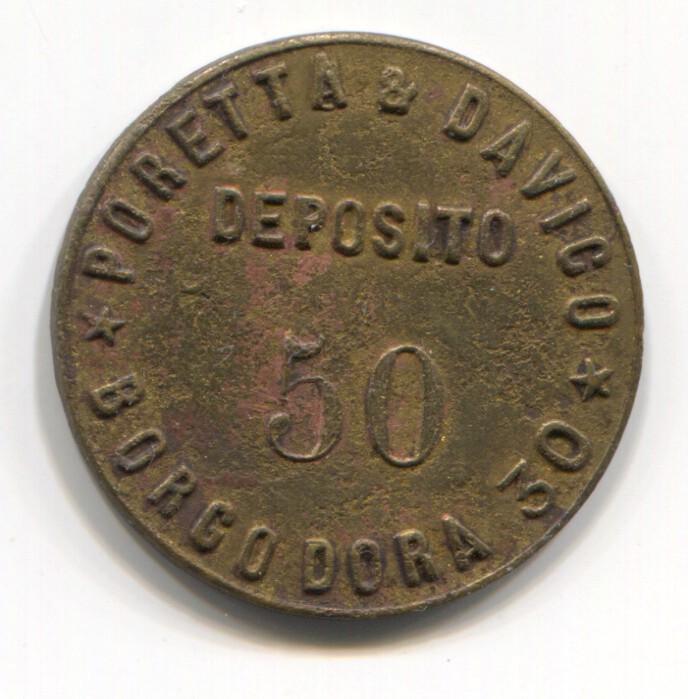 PORETTA & DAVICO
DEPOSITO
50
★ BORGO DORA 30 ★